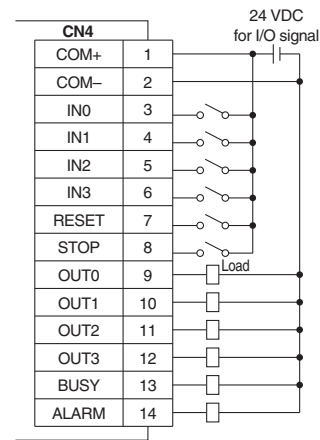 24 VDC
for I/O signal
CN4
COM+ 1
COM– 2
IN0 3
IN1 4
IN2 5
IN3 6
RESET 7
STOP 8
OUT0 9 Load
OUT1 10
OUT2 11
OUT3 12
BUSY 13
ALARM 14